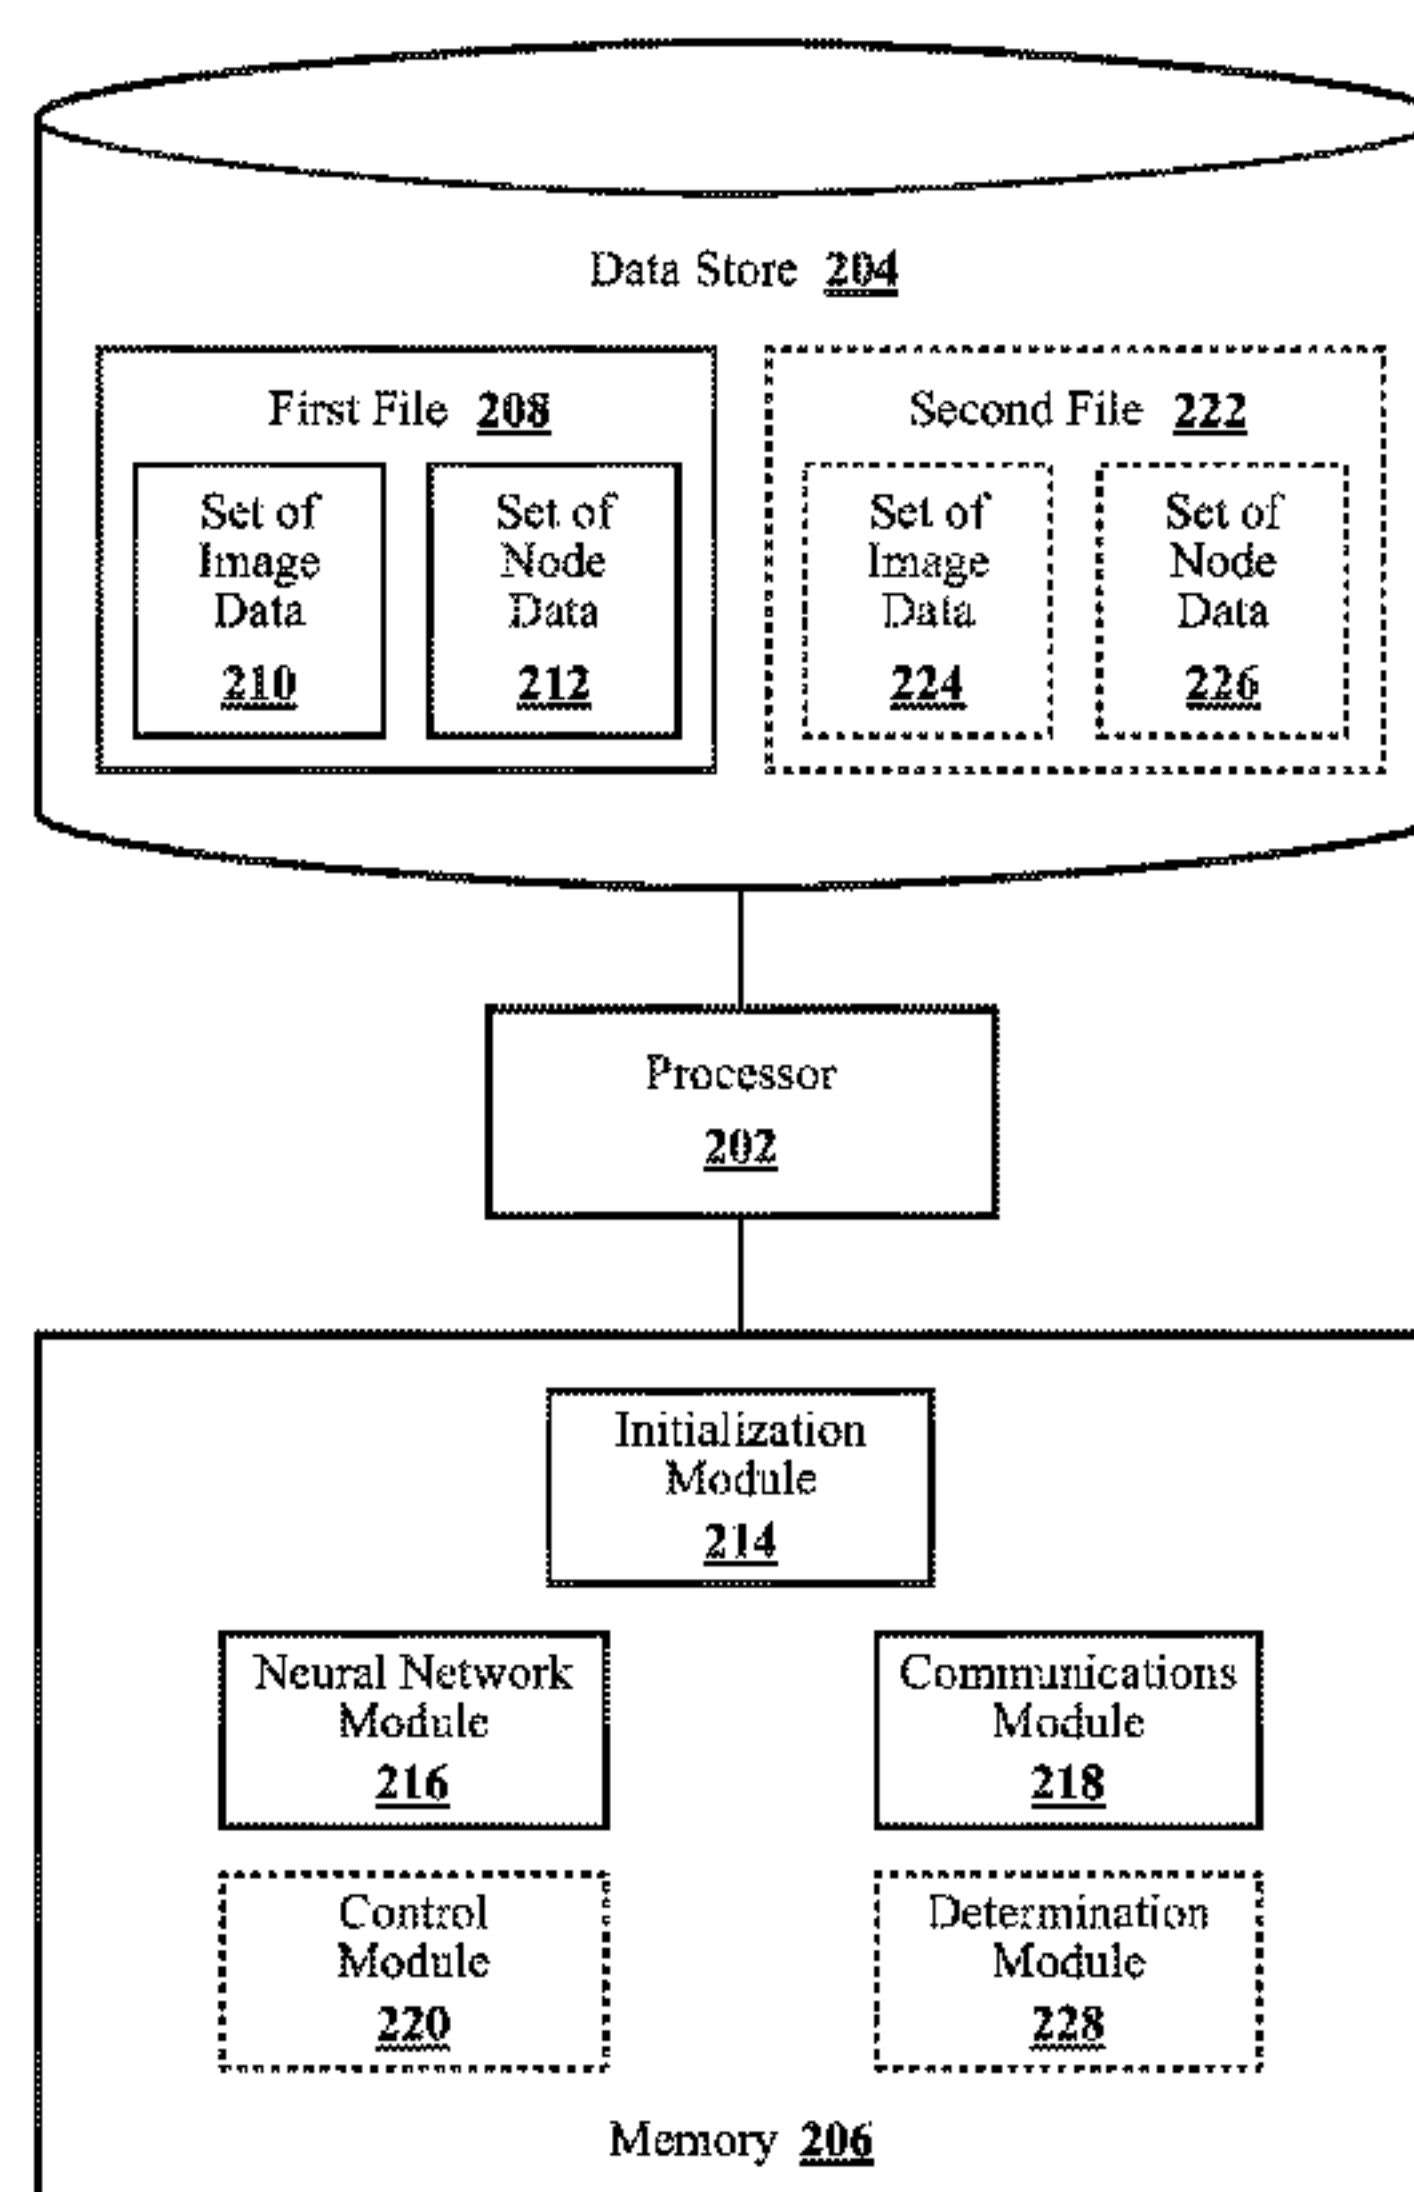 Data Store 204
First File 208
Set of
Image
Data
210
Set of
Node
Data
212
Second File 222
Set of
Image
Data
224
Set of
Node
Data
226
Processor
202
Initialization
Module
214
Neural Network
Module
216
Communications
Module
218
Control
Module
220
Determination
Module
228
Memory 206